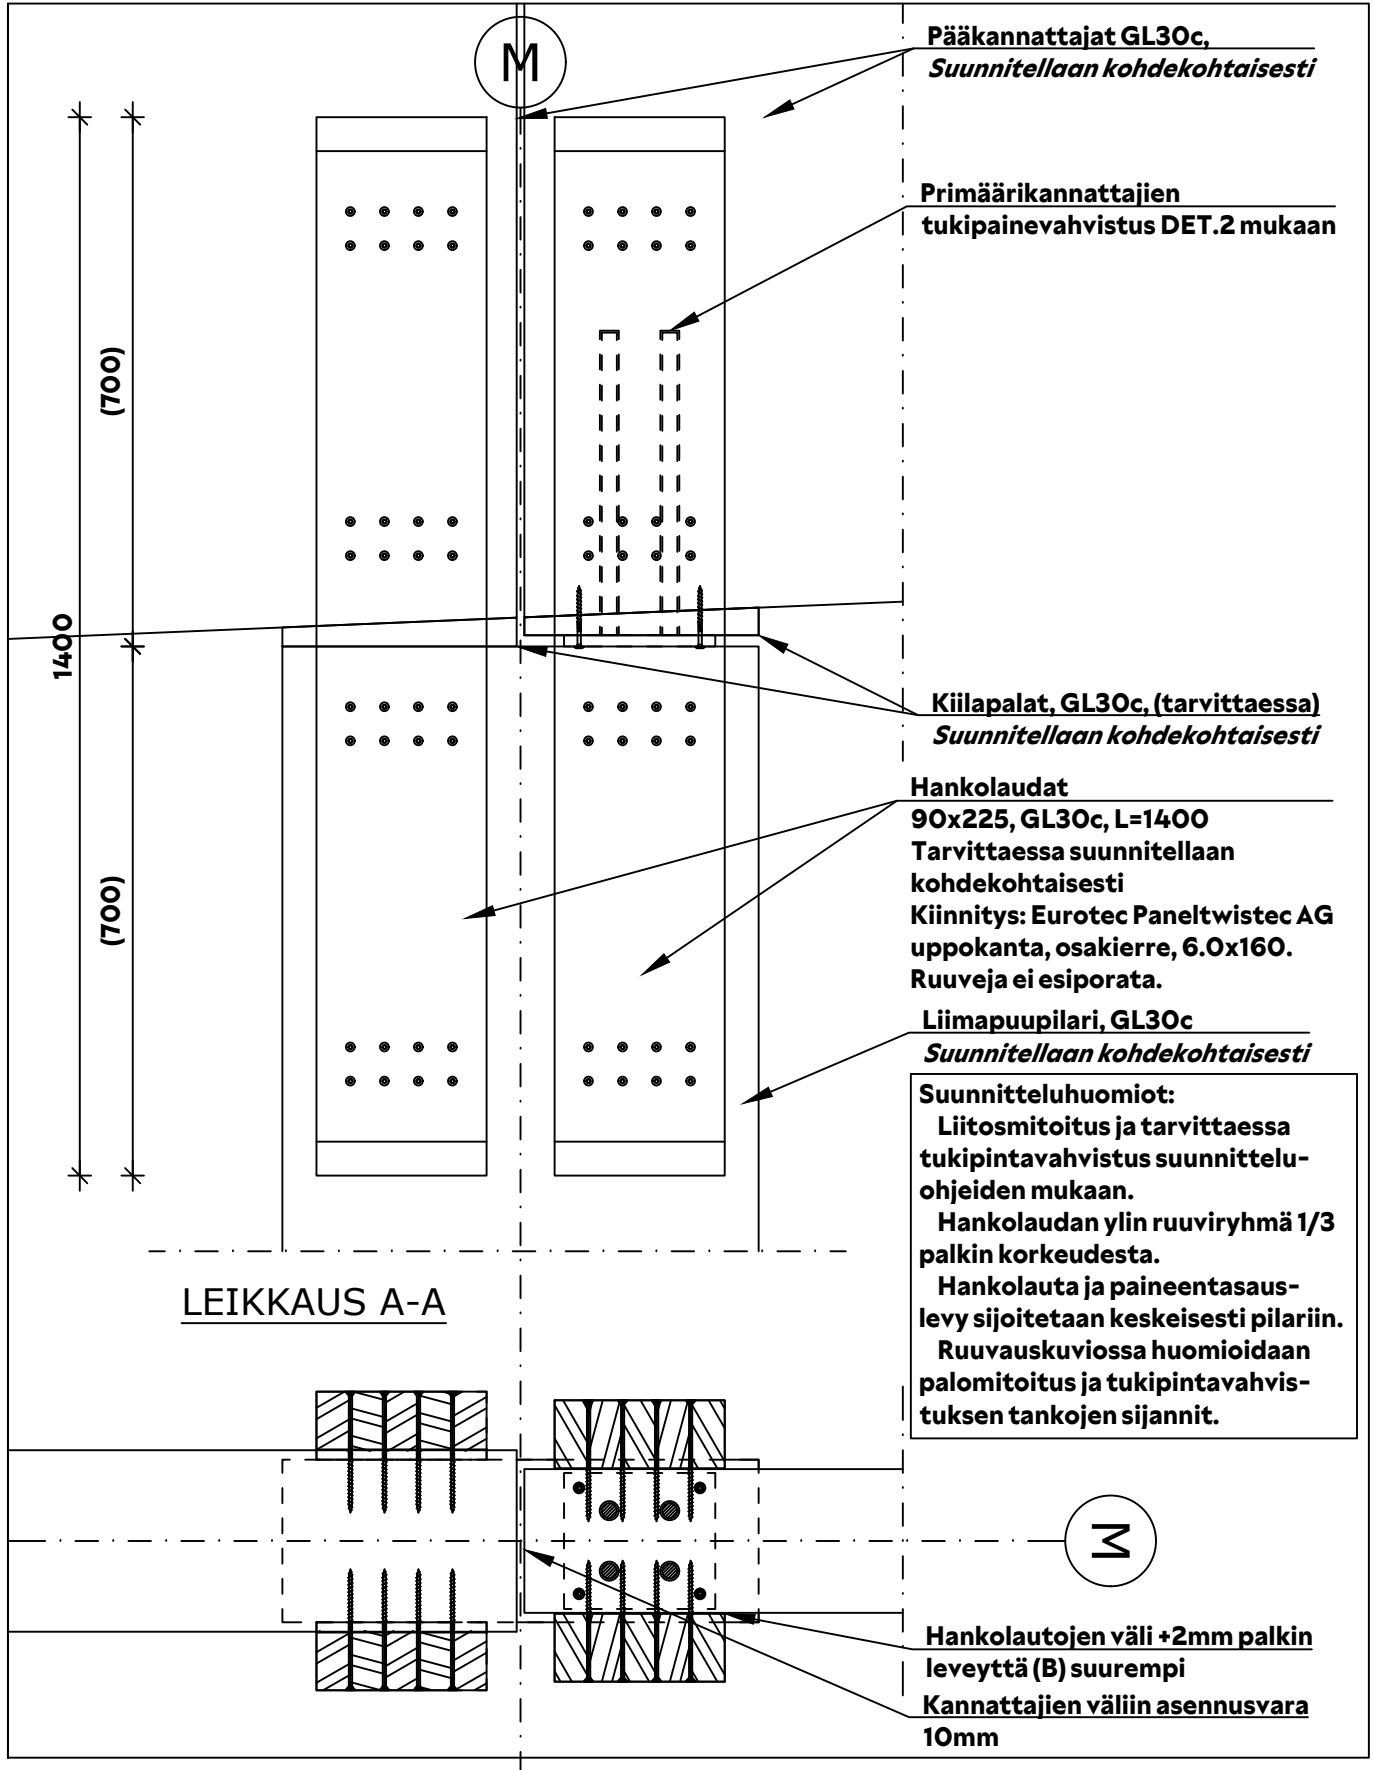 M
Pääkannattajat GL30c,
Suunnitellaan kohdekohtaisesti
Primäärikannattajien
tukipainevahvistus DET.2 mukaan
(700)
1400
(700)
Kiilapalat, GL30c, (tarvittaessa)
Suunnitellaan kohdekohtaisesti
Hankolaudat
90x225, GL30c, L=1400
Tarvittaessa suunnitellaan
kohdekohtaisesti
Kiinnitys: Eurotec Paneltwistec AG
uppokanta, osakierre, 6.0x160.
Ruuveja ei esiporata.
Liimapuupilari, GL30c
Suunnitellaan kohdekohtaisesti
Suunnitteluhuomiot:
Liitosmitoitus ja tarvittaessa
tukipintavahvistus suunnittelu-
ohjeiden mukaan.
Hankolaudan ylin ruuviryhmä 1/3
palkin korkeudesta.
Hankolauta ja paineentasaus-
levy sijoitetaan keskeisesti pilariin.
Ruuvauskuviossa huomioidaan
palomitoitus ja tukipintavahvis-
tuksen tankojen sijannit.
LEIKKAUS A-A
M
Hankolautojen väli +2mm palkin
leveyttä (B) suurempi
Kannattajien väliin asennusvara
10mm